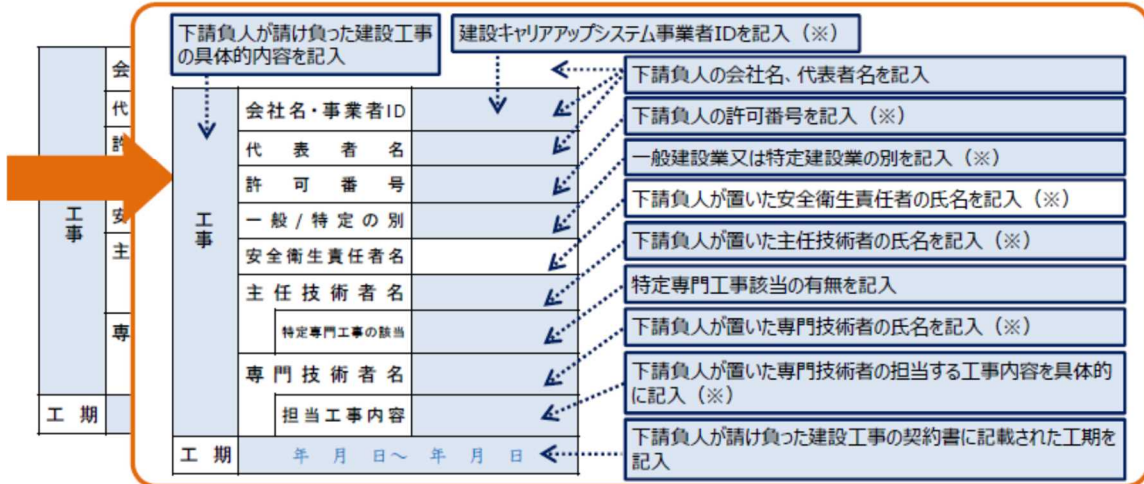 下請負人が請け負った建設工事
の具体的内容を記入
建設キャリアアップシステム事業者IDを記入（※）
下請負人の会社名、代表者名を記入
下請負人の許可番号を記入（※）
一般建設業又は特定建設業の別を記入（※）
下請負人が置いた安全衛生責任者の氏名を記入（※）
下請負人が置いた主任技術者の氏名を記入（※）
特定専門工事該当の有無を記入
下請負人が置いた専門技術者の氏名を記入（※）
下請負人が置いた専門技術者の担当する工事内容を具体的
に記入（※）
下請負人が請け負った建設工事の契約書に記載された工期を
記入
工事
会社名・事業者ID
代表者名
許可番号
一般/特定の別
安全衛生責任者名
主任技術者名
特定専門工事の該当
専門技術者名
担当工事内容
工期
年 月 日～ 年 月 日
工事
会
代
許
安
主
専
工期